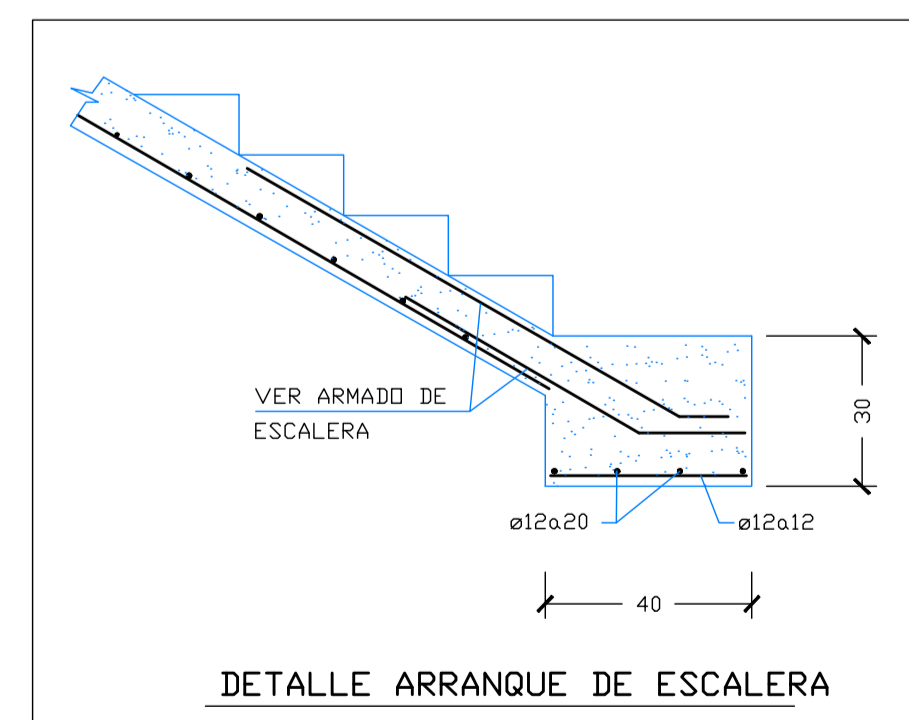 VER ARMADO DE
ESCALERA
30
ø12a20
ø12a12
40
DETALLE ARRANQUE DE ESCALERA